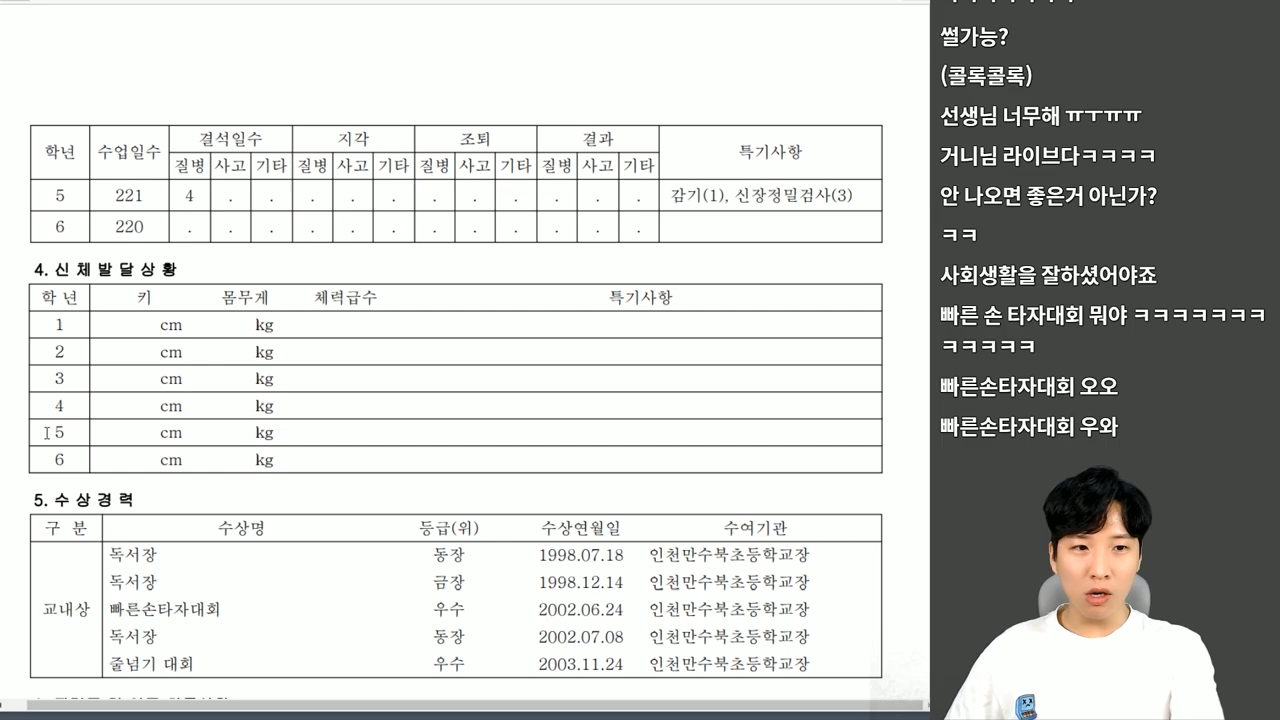 학년 수업일수 결석일수 지각 조퇴 결과 특기사항
질병 사고 기타 질병 사고 기타 질병 사고 기타 질병 사고 기타
5 221 4 . . . . . . . . . . . 감기(1), 신장정밀검사(3)
6 220 . . . . . . . . . . . .
4. 신 체 발 달 상 황
학 년 키 몸무게 체력급수 특기사항
1 cm kg
2 cm kg
3 cm kg
4 cm kg
5 cm kg
6 cm kg
5. 수 상 경 력
구 분 수상명 등급(위) 수상연월일 수여기관
독서장 동장 1998.07.18 인천만수북초등학교장
독서장 금장 1998.12.14 인천만수북초등학교장
교내상 빠른손타자대회 우수 2002.06.24 인천만수북초등학교장
독서장 동장 2002.07.08 인천만수북초등학교장
줄넘기 대회 우수 2003.11.24 인천만수북초등학교장
썰가능?
(콜록콜록)
선생님 너무해 ㅠㅜㅠㅠ
거니님 라이브다ㅋㅋㅋㅋ
안 나오면 좋은거 아닌가?
ㅋㅋ
사회생활을 잘하셨어야죠
빠른 손 타자대회 뭐야 ㅋㅋㅋㅋㅋㅋㅋ
ㅋㅋㅋㅋㅋ
빠른손타자대회 오오
빠른손타자대회 우와